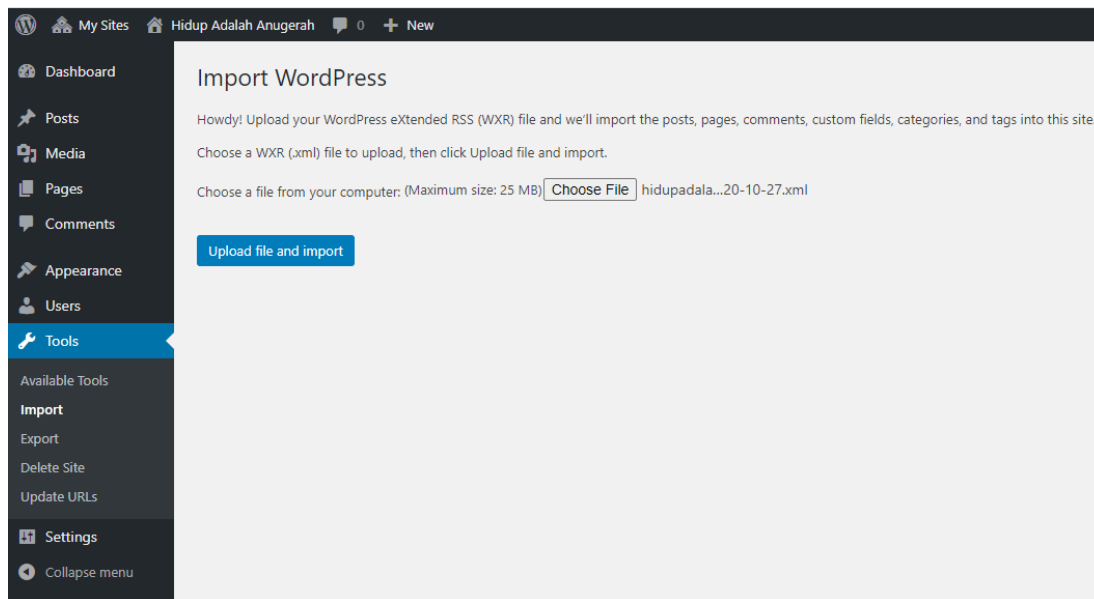 My Sites Hidup Adalah Anugerah 0 New
Dashboard
Posts
Media
Pages
Comments
Appearance
Users
Tools
Available Tools
Import
Export
Delete Site
Update URLs
Settings
Collapse menu
Import WordPress
Howdy! Upload your WordPress eXtended RSS (WXR) file and we'll import the posts, pages, comments, custom fields, categories, and tags into this site.
Choose a WXR (.xml) file to upload, then click Upload file and import.
Choose a file from your computer: (Maximum size: 25 MB) Choose File hidupadala...20-10-27.xml
Upload file and import